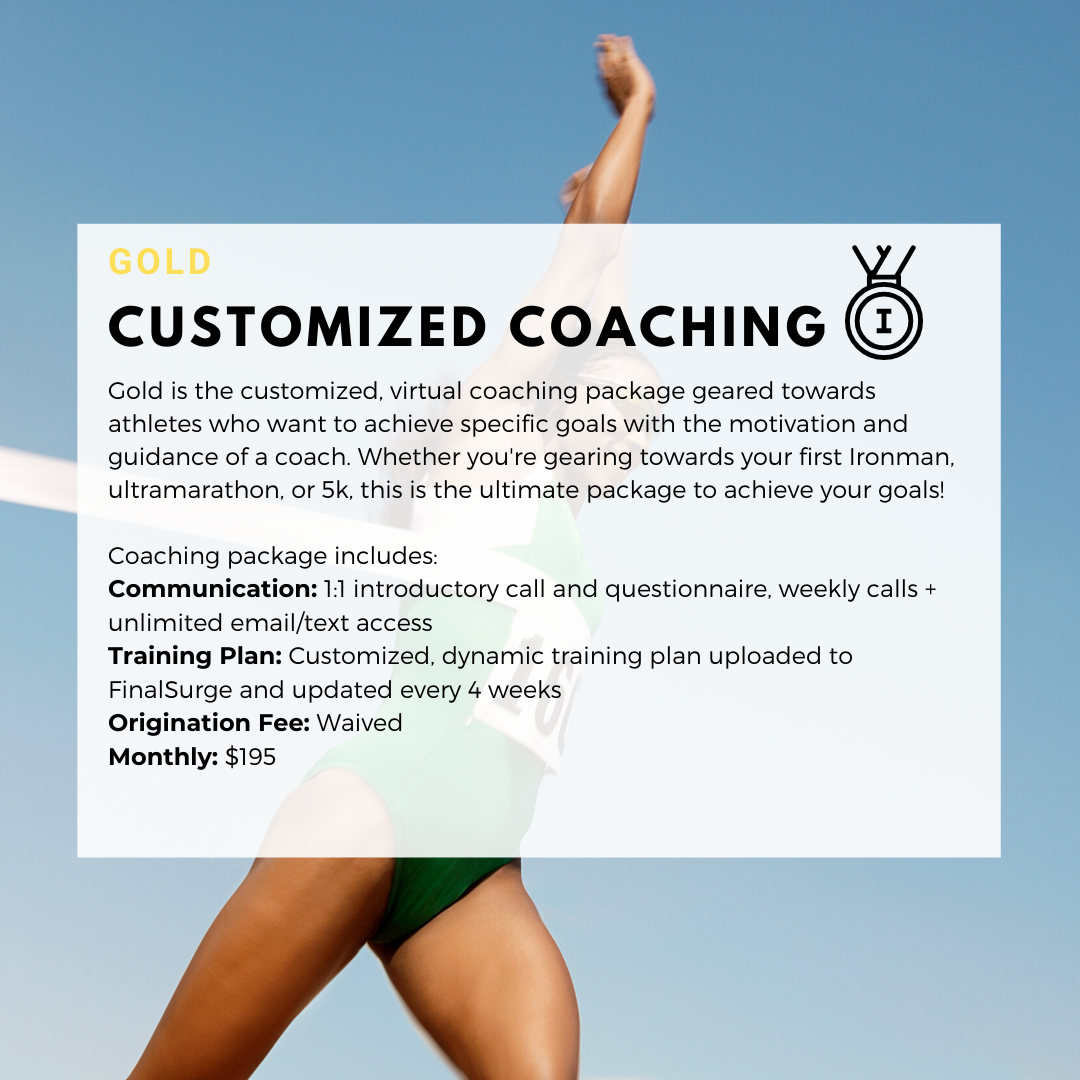 GOLD
CUSTOMIZED COACHING
I
Gold is the customized, virtual coaching package geared towards
athletes who want to achieve specific goals with the motivation and
guidance of a coach. Whether you're gearing towards your first Ironman,
ultramarathon, or 5k, this is the ultimate package to achieve your goals!
Coaching package includes:
Communication: 1:1 introductory call and questionnaire, weekly calls +
unlimited email/text access
Training Plan: Customized, dynamic training plan uploaded to
FinalSurge and updated every 4 weeks
Origination Fee: Waived
Monthly: $195